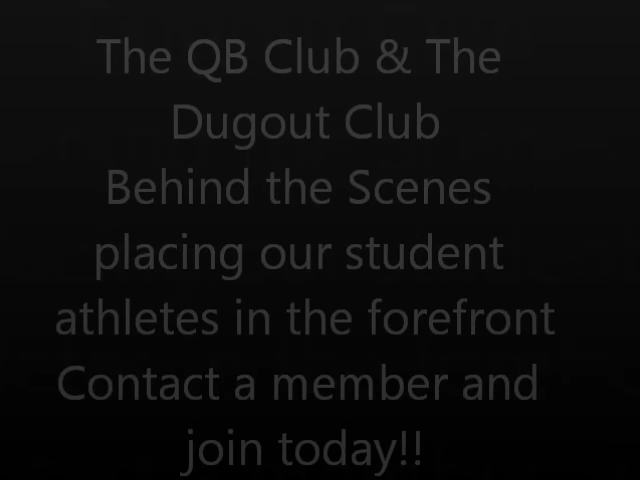 The QB Club & The
Dugout Club
Behind the Scenes
placing our student
athletes in the forefront
Contact a member and
join today!!